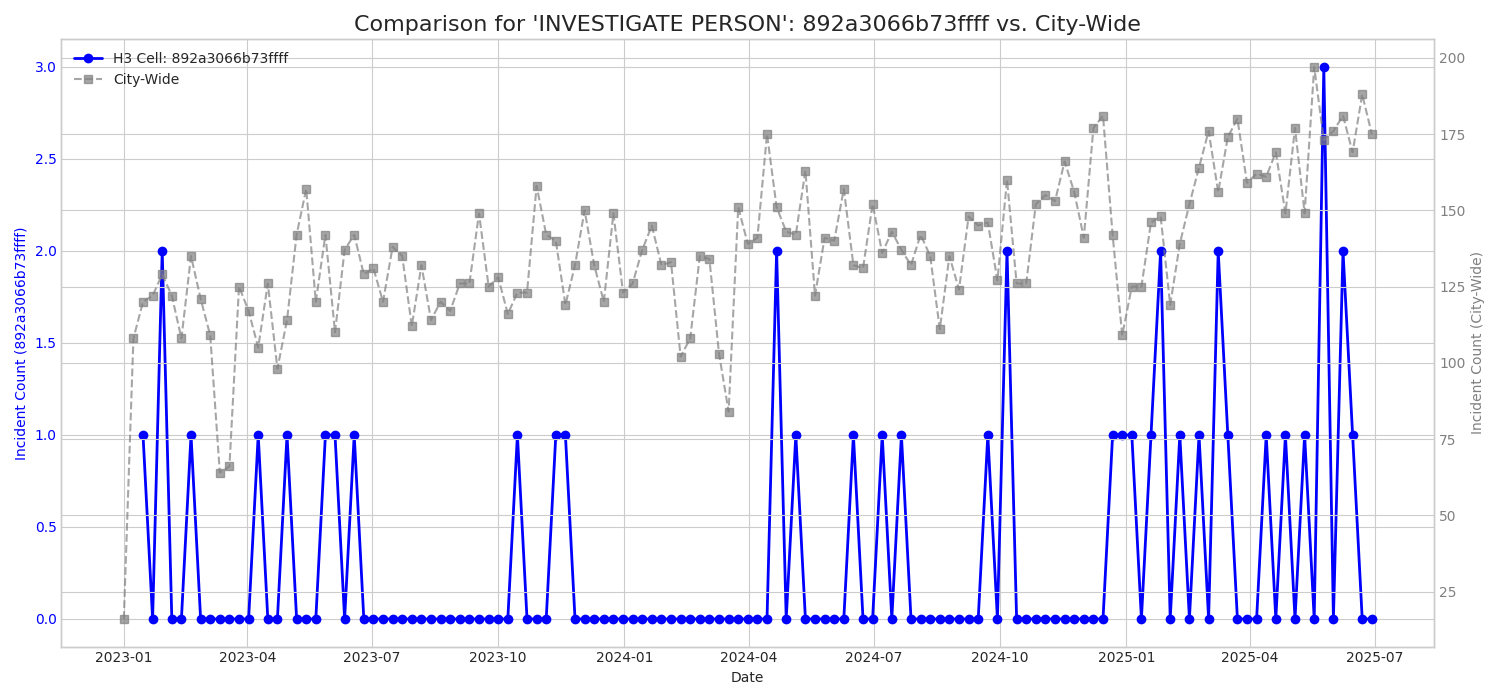 Comparison for 'INVESTIGATE PERSON': 892a3066b73ffff vs. City-Wide
H3 Cell: 892a3066b73ffff
City-Wide
Incident Count (892a3066b73ffff)
3.0
2.5
2.0
1.5
1.0
0.5
0.0
200
175
150
125
100
75
50
25
Incident Count (City-Wide)
2023-01 2023-04 2023-07 2023-10 2024-01 2024-04 2024-07 2024-10 2025-01 2025-04 2025-07
Date